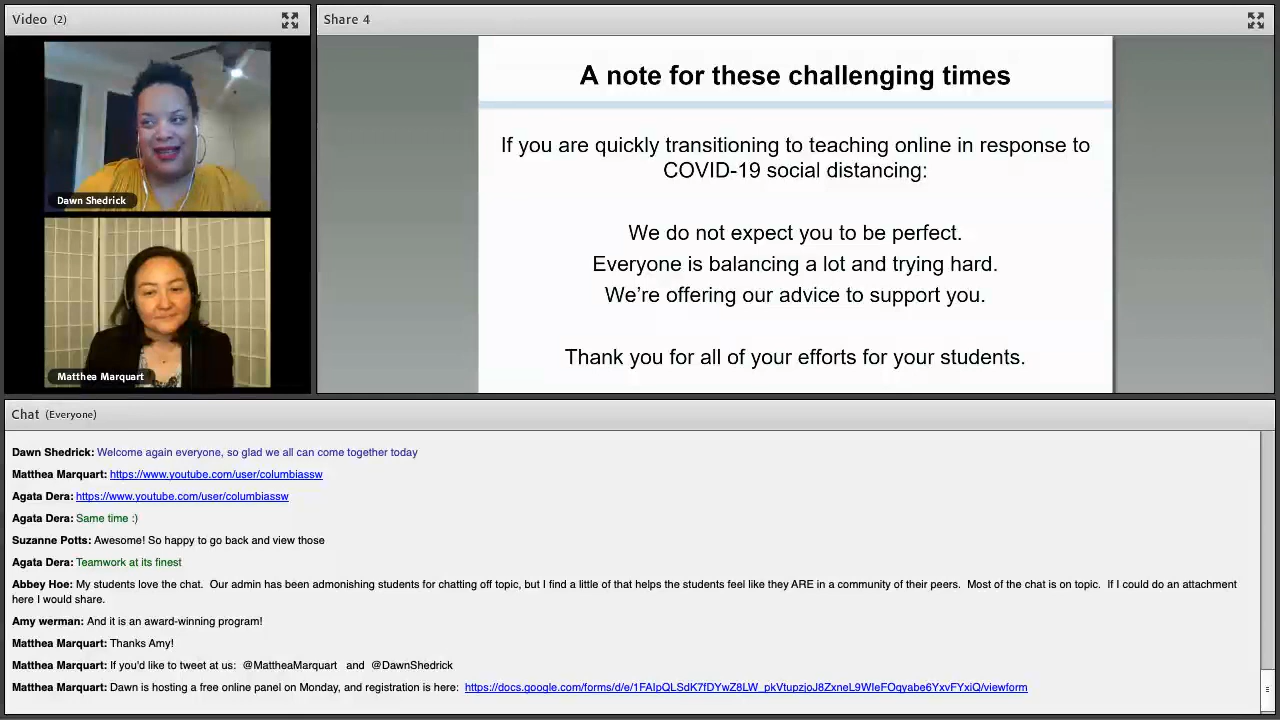 Video (2)
Dawn Shedrick
Matthea Marquart
Share 4
A note for these challenging times
If you are quickly transitioning to teaching online in response to
COVID-19 social distancing:
We do not expect you to be perfect.
Everyone is balancing a lot and trying hard.
We're offering our advice to support you.
Thank you for all of your efforts for your students.
Chat (Everyone)
Dawn Shedrick: Welcome again everyone, so glad we all can come together today
Matthea Marquart: https://www.youtube.com/user/columbiassw
Agata Dera: https://www.youtube.com/user/columbiassw
Agata Dera: Same time :)
Suzanne Potts: Awesome! So happy to go back and view those
Agata Dera: Teamwork at its finest
Abbey Hoe: My students love the chat. Our admin has been admonishing students for chatting off topic, but I find a little of that helps the students feel like they ARE in a community of their peers. Most of the chat is on topic. If I could do an attachment
here I would share.
Amy werman: And it is an award-winning program!
Matthea Marquart: Thanks Amy!
Matthea Marquart: If you'd like to tweet at us: @MattheaMarquart and @DawnShedrick
Matthea Marquart: Dawn is hosting a free online panel on Monday, and registration is here: https://docs.google.com/forms/d/e/1FAIpQLSdK7fDYwZ8LW_pkVtupzjoJ8ZxneL9WIeFOqyabe6YxvFYxiQ/viewform